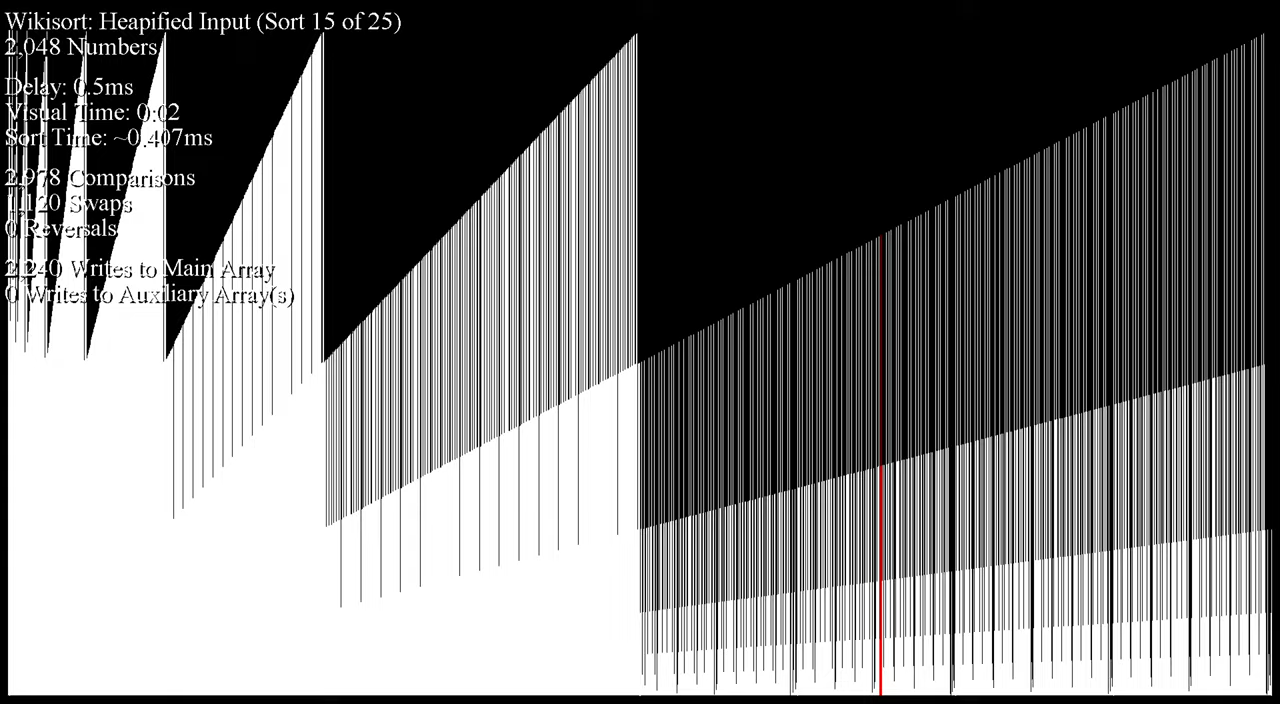 Wikisort: Heapified Input (Sort 15 of 25)
2,048 Numbers
Delay: 0.5ms
Visual Time: 0:02
Sort Time: ~0.407ms
2,978 Comparisons
1,120 Swaps
0 Reversals
2,240 Writes to Main Array
0 Writes to Auxiliary Array(s)